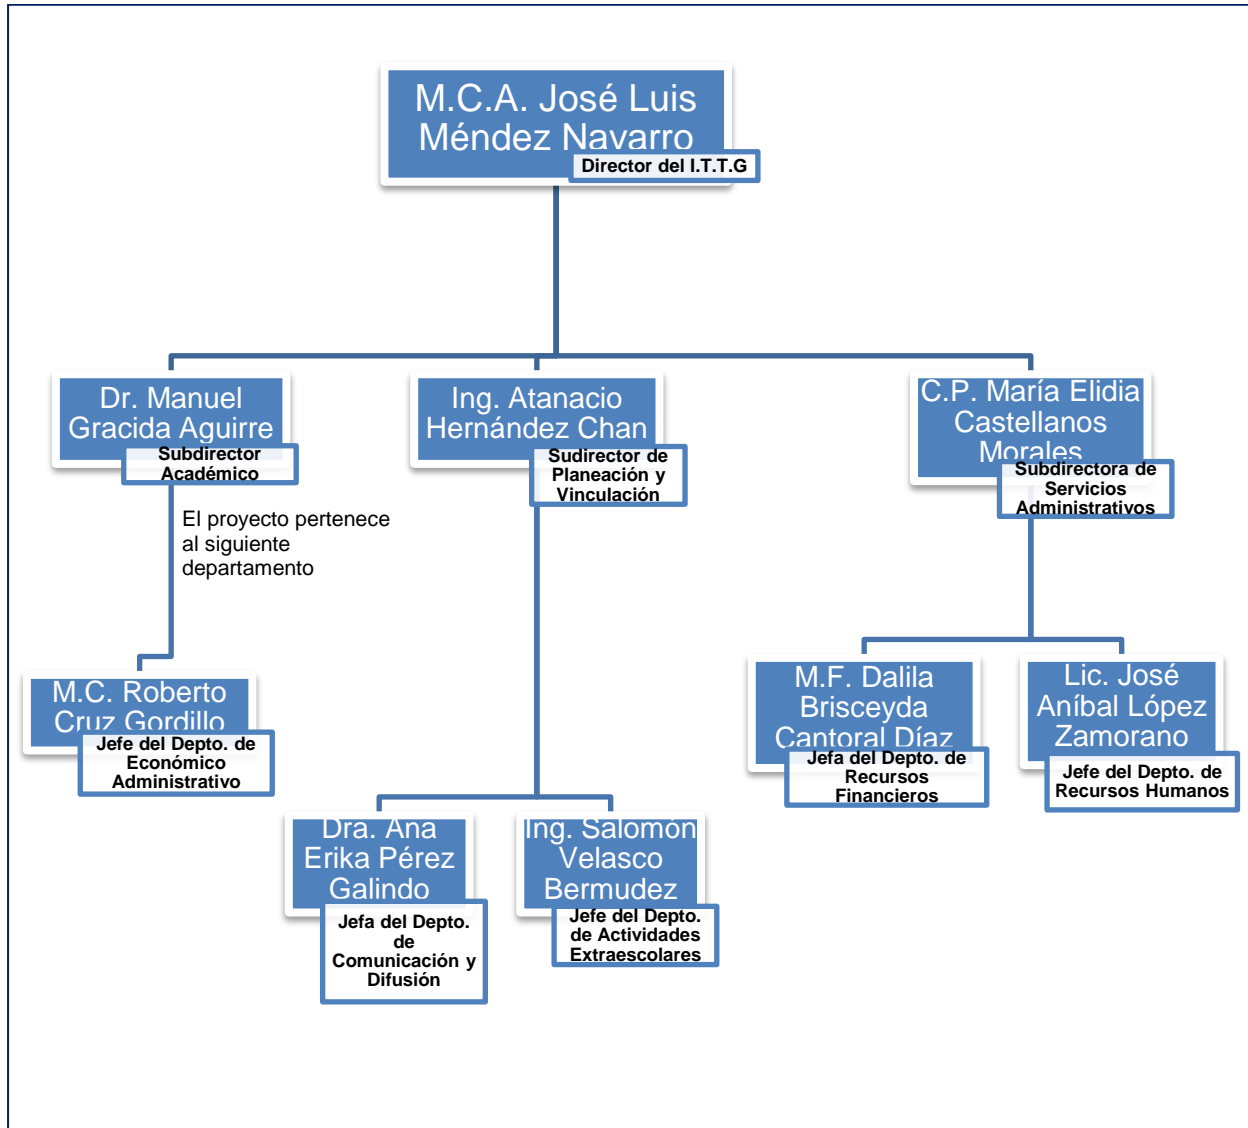 M.C.A. José Luis
Méndez Navarro
Director del I.T.T.G
Dr. Manuel
Gracida Aguirre
Subdirector
Académico
Ing. Atanacio
Hernández Chan
Sudirector de
Planeación y
Vinculación
C.P. María Elidia
Castellanos
Morales
Subdirectora de
Servicios
Administrativos
El proyecto pertenece
al siguiente
departamento
M.C. Roberto
Cruz Gordillo
Jefe del Depto. de
Económico
Administrativo
M.F. Dalila
Brisceyda
Cantoral Díaz
Jefa del Depto. de
Recursos
Financieros
Lic. José
Aníbal López
Zamorano
Jefe del Depto. de
Recursos Humanos
Dra. Ana
Erika Pérez
Galindo
Jefa del Depto.
de
Comunicación y
Difusión
Ing. Salomón
Velasco
Bermudez
Jefe del Depto.
de Actividades
Extraescolares